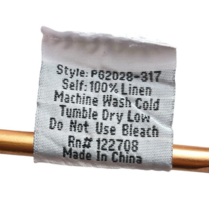 Style: P62028-317
Self: 100% Linen
Machine Wash Cold
Tumble Dry Low
Do Not Use Bleach
Rn# 122708
Made In China